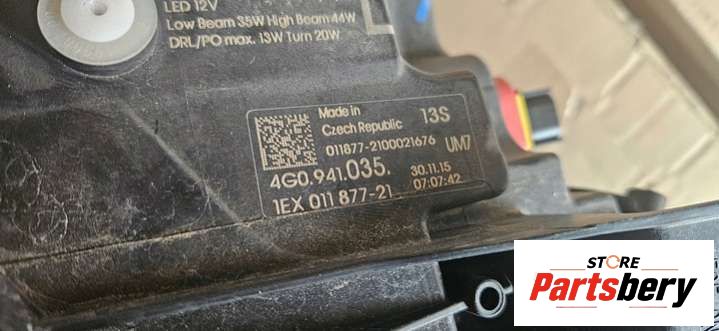 LED 12V
Low Beam 35W High Beam 44W
DRL/PO max. 13W Turn 20W
Made in
Czech Republic 13S
011877-2100021676 UM7
4G0.941.035. 30.11.15
07:07:42
1EX 011 877-21
STORE
Partsbery